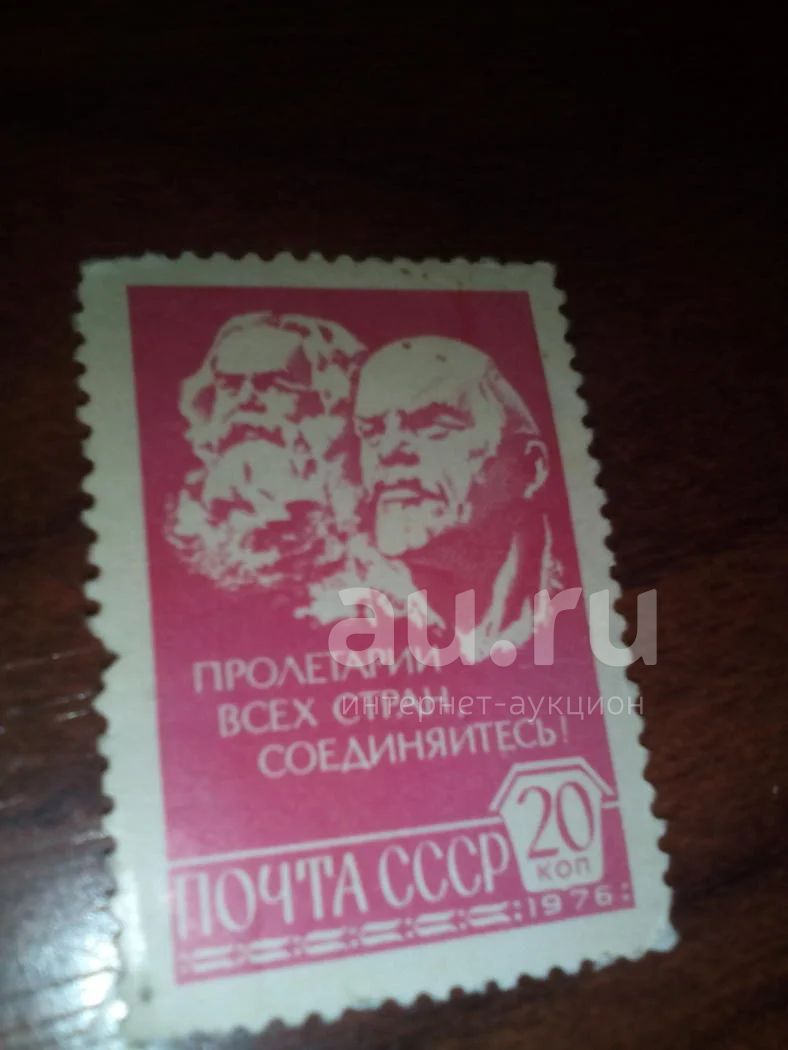 ПРОЛЕТАРИИ
ВСЕХ СТРАН,
СОЕДИНЯЙТЕСЬ!
20
КОП
ПОЧТА СССР
1976
au.ru
интернет-аукцион